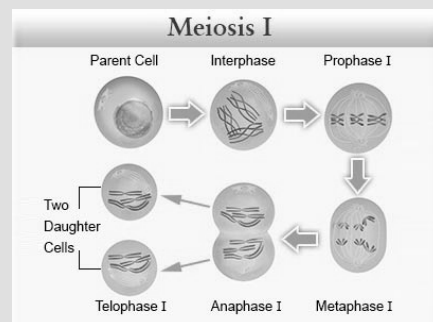 Meiosis I
Parent Cell Interphase Prophase I
Two
Daughter
Cells
Telophase I Anaphase I Metaphase I